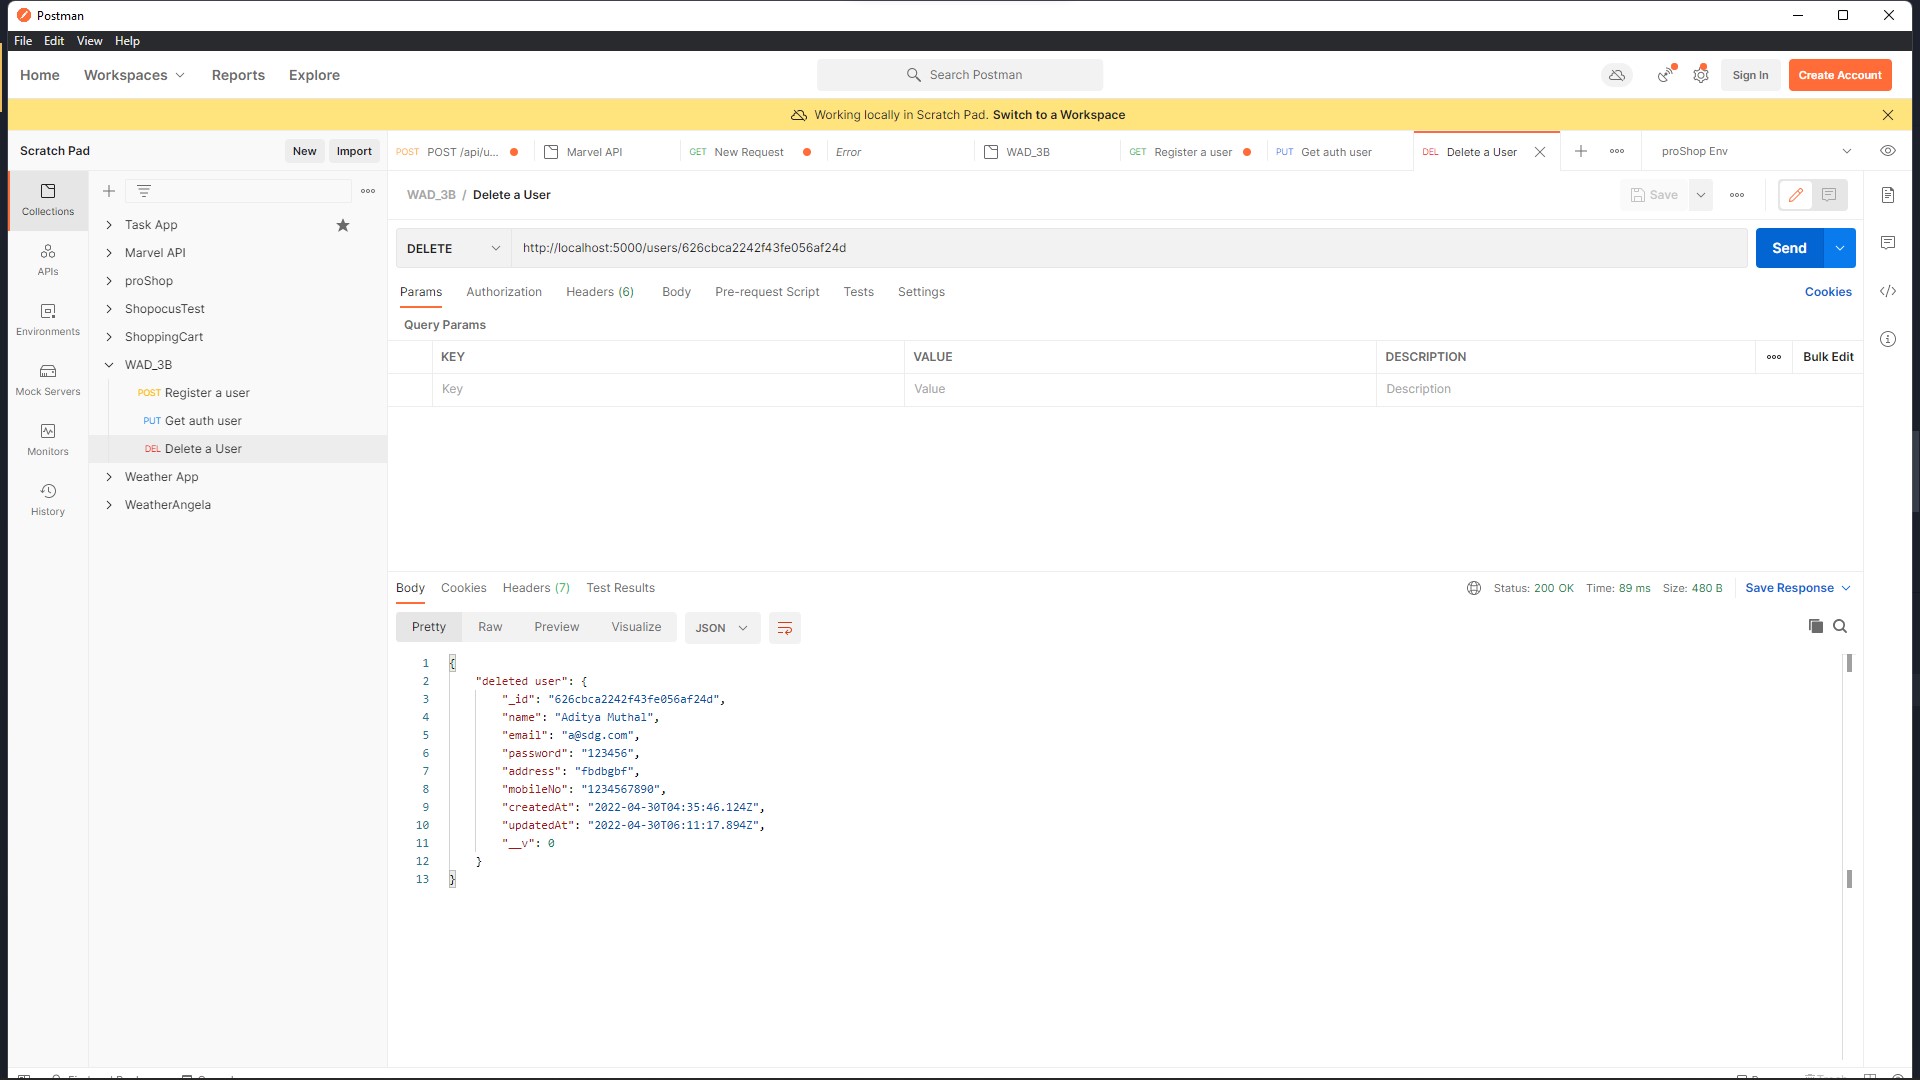 Postman
File Edit View Help
Home Workspaces Reports Explore Search Postman Sign In Create Account
Working locally in Scratch Pad. Switch to a Workspace
Scratch Pad New Import
POST POST /api/u... Marvel API GET New Request Error WAD_3B GET Register a user PUT Get auth user DEL Delete a User proShop Env
Collections
APIs
Environments
Mock Servers
Monitors
History
Task App
Marvel API
proShop
ShopocusTest
ShoppingCart
WAD_3B
POST Register a user
PUT Get auth user
DEL Delete a User
Weather App
WeatherAngela
WAD_3B / Delete a User Save
DELETE http://localhost:5000/users/626cbca2242f43fe056af24d Send
Params Authorization Headers (6) Body Pre-request Script Tests Settings Cookies
Query Params
KEY VALUE DESCRIPTION Bulk Edit
Key Value Description
Body Cookies Headers (7) Test Results Status: 200 OK Time: 89 ms Size: 480 B Save Response
Pretty Raw Preview Visualize JSON
1 {
2 "deleted user": {
3 "_id": "626cbca2242f43fe056af24d",
4 "name": "Aditya Muthal",
5 "email": "a@sdg.com",
6 "password": "123456",
7 "address": "fbdbgbf",
8 "mobileNo": "1234567890",
9 "createdAt": "2022-04-30T04:35:46.124Z",
10 "updatedAt": "2022-04-30T06:11:17.894Z",
11 "__v": 0
12 }
13 }